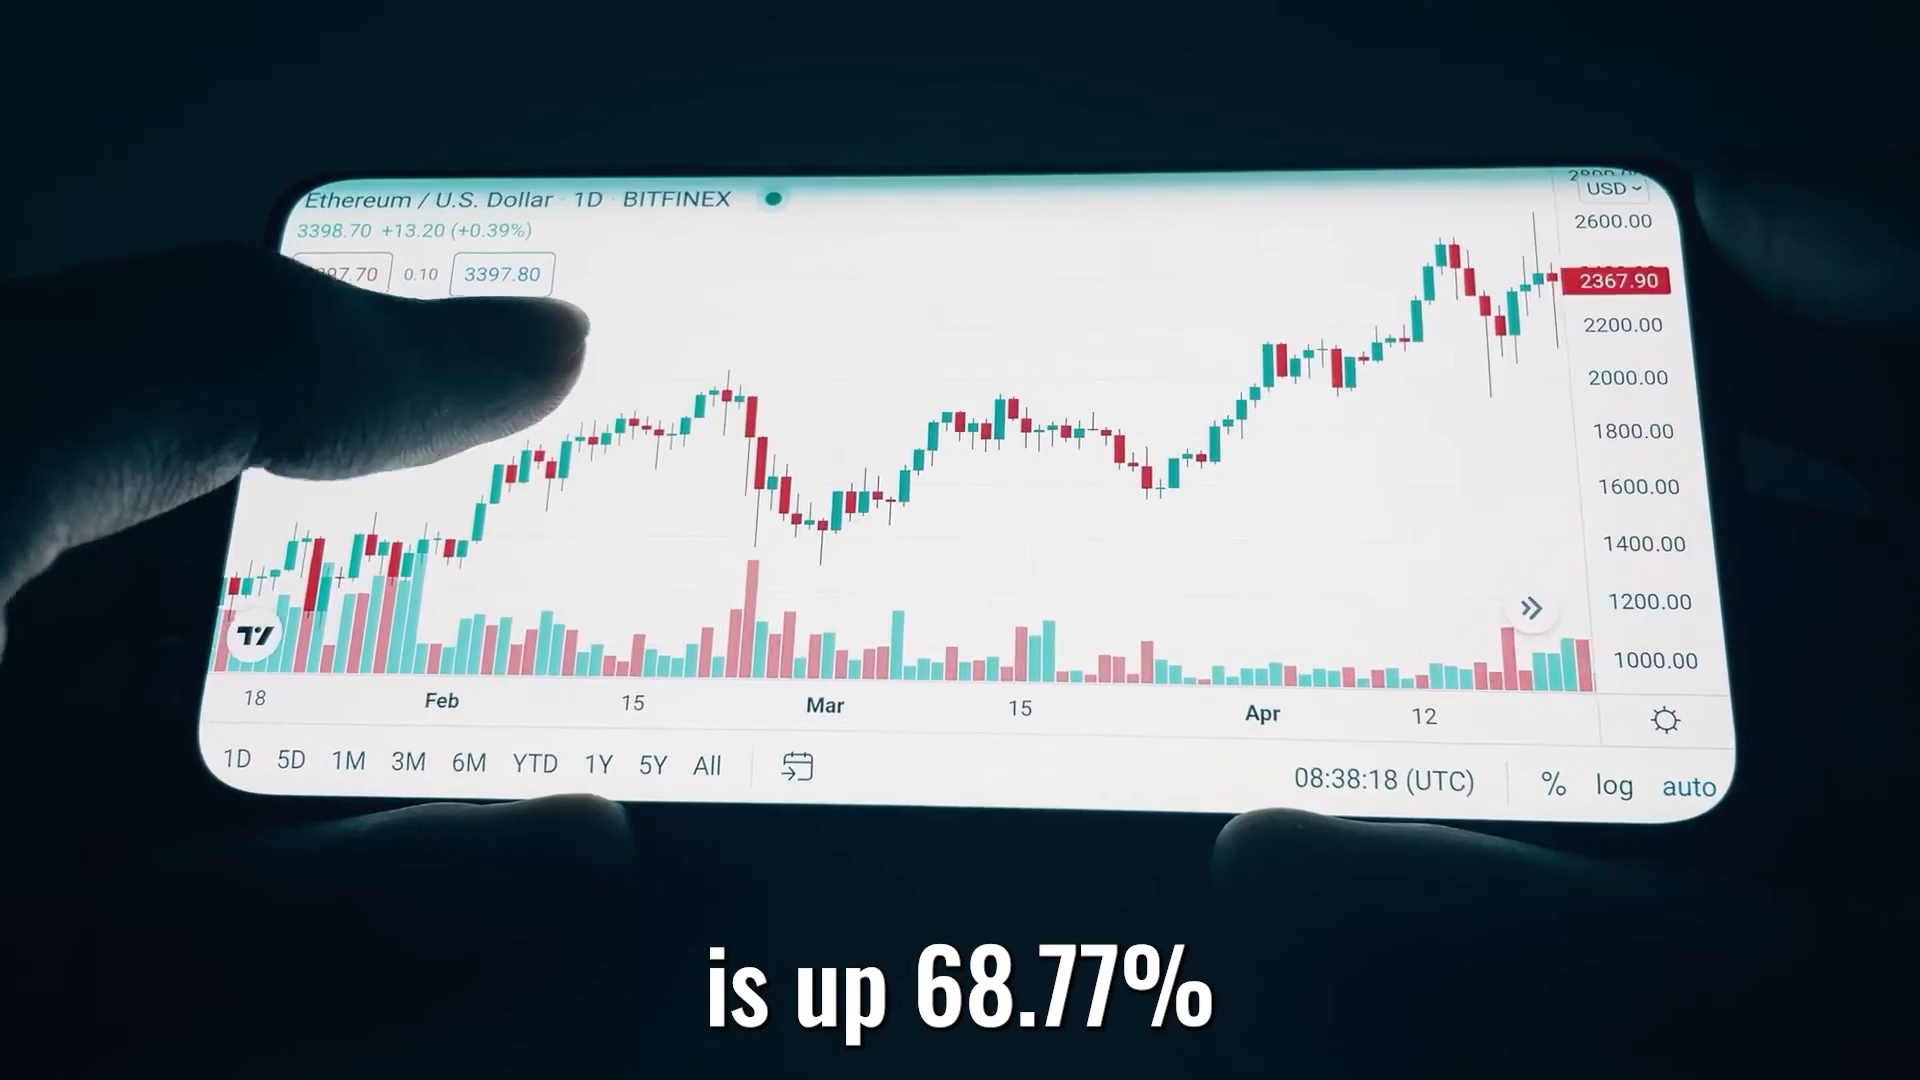 Ethereum / U.S. Dollar · 1D · BITFINEX
USD
3398.70 +13.20 (+0.39%)
0.10
3397.80
2600.00
2367.90
2200.00
2000.00
1800.00
1600.00
1400.00
1200.00
1000.00
18 Feb 15 Mar 15 Apr 12
1D 5D 1M 3M 6M YTD 1Y 5Y All
08:38:18 (UTC) % log auto
is up 68.77%